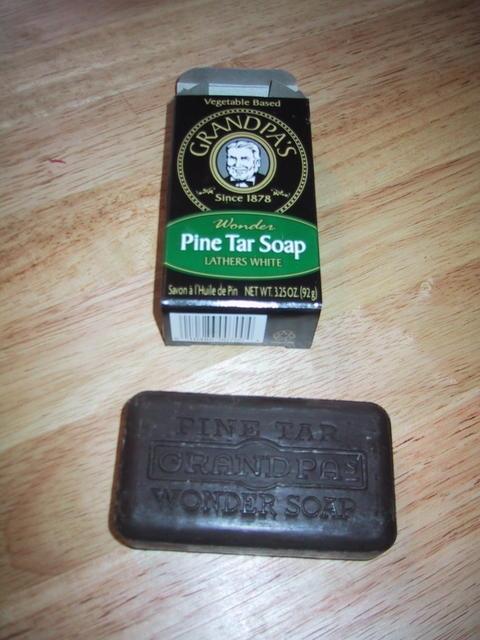 Vegetable Based
GRANDPA'S
Since 1878
Wonder
Pine Tar Soap
LATHERS WHITE
Savon à l'Huile de Pin NET WT. 3.25 OZ. (92 g)
PINE TAR
GRANDPA'S
WONDER SOAP